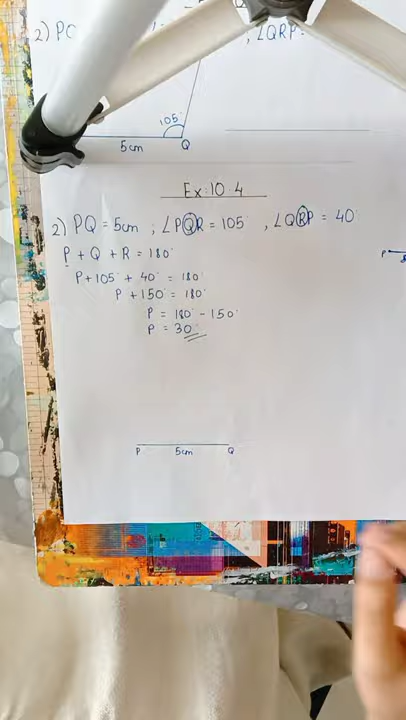 2) PQ
, ∠QRP
105°
5cm Q
Ex:10.4
2) PQ = 5cm ; ∠PQR = 105° , ∠QRP = 40°
P + Q + R = 180°
P + 105° + 40° = 180°
P + 150° = 180°
P = 180° - 150°
P = 30°
P
P 5cm Q